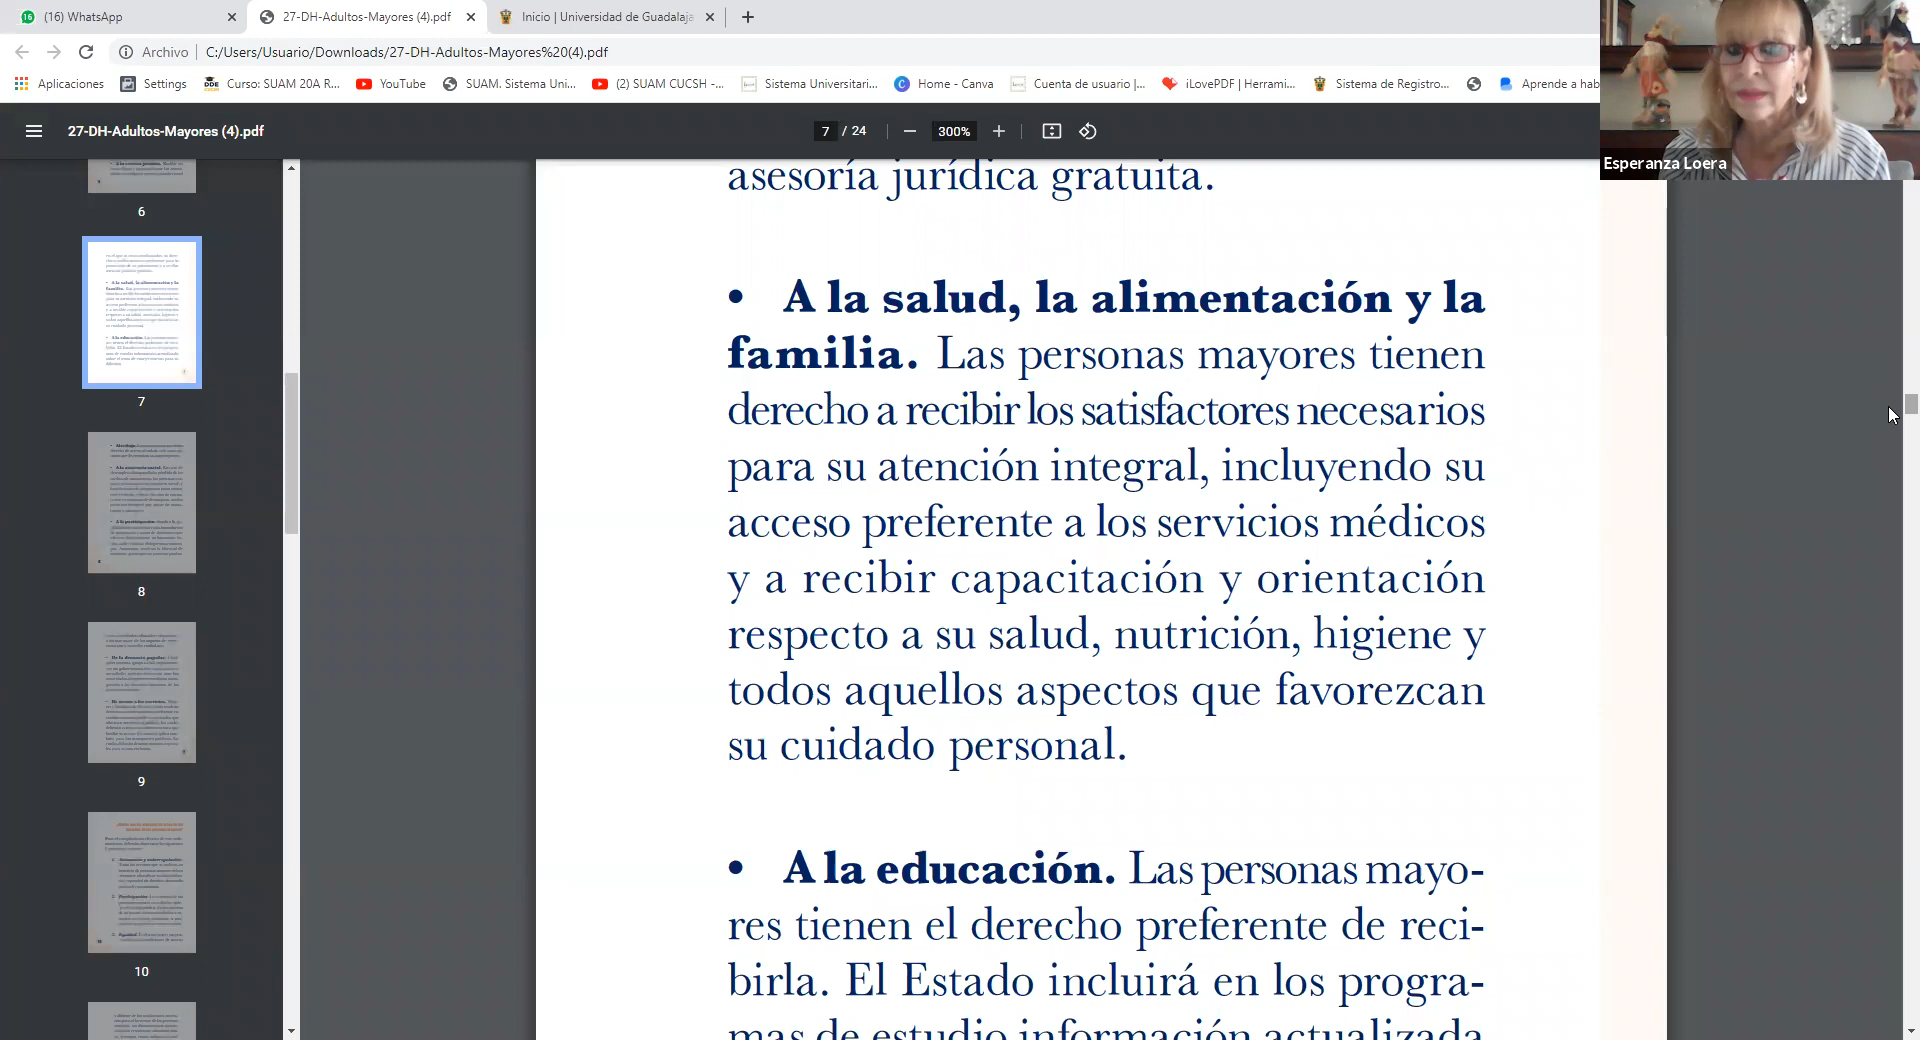 (16) WhatsApp
27-DH-Adultos-Mayores (4).pdf
Inicio | Universidad de Guadalaja
Archivo
C:/Users/Usuario/Downloads/27-DH-Adultos-Mayores%20(4).pdf
Aplicaciones
Settings
Curso: SUAM 20A R...
YouTube
SUAM. Sistema Uni...
(2) SUAM CUCSH -...
Sistema Universitari...
Home - Canva
Cuenta de usuario |...
iLovePDF | Herrami...
Sistema de Registro...
Aprende a hab
27-DH-Adultos-Mayores (4).pdf
7 / 24
300%
Esperanza Loera
6
7
8
9
10
asesoría jurídica gratuita.
• A la salud, la alimentación y la
familia. Las personas mayores tienen
derecho a recibir los satisfactores necesarios
para su atención integral, incluyendo su
acceso preferente a los servicios médicos
y a recibir capacitación y orientación
respecto a su salud, nutrición, higiene y
todos aquellos aspectos que favorezcan
su cuidado personal.
• A la educación. Las personas mayo-
res tienen el derecho preferente de reci-
birla. El Estado incluirá en los progra-
mas de estudio información actualizada